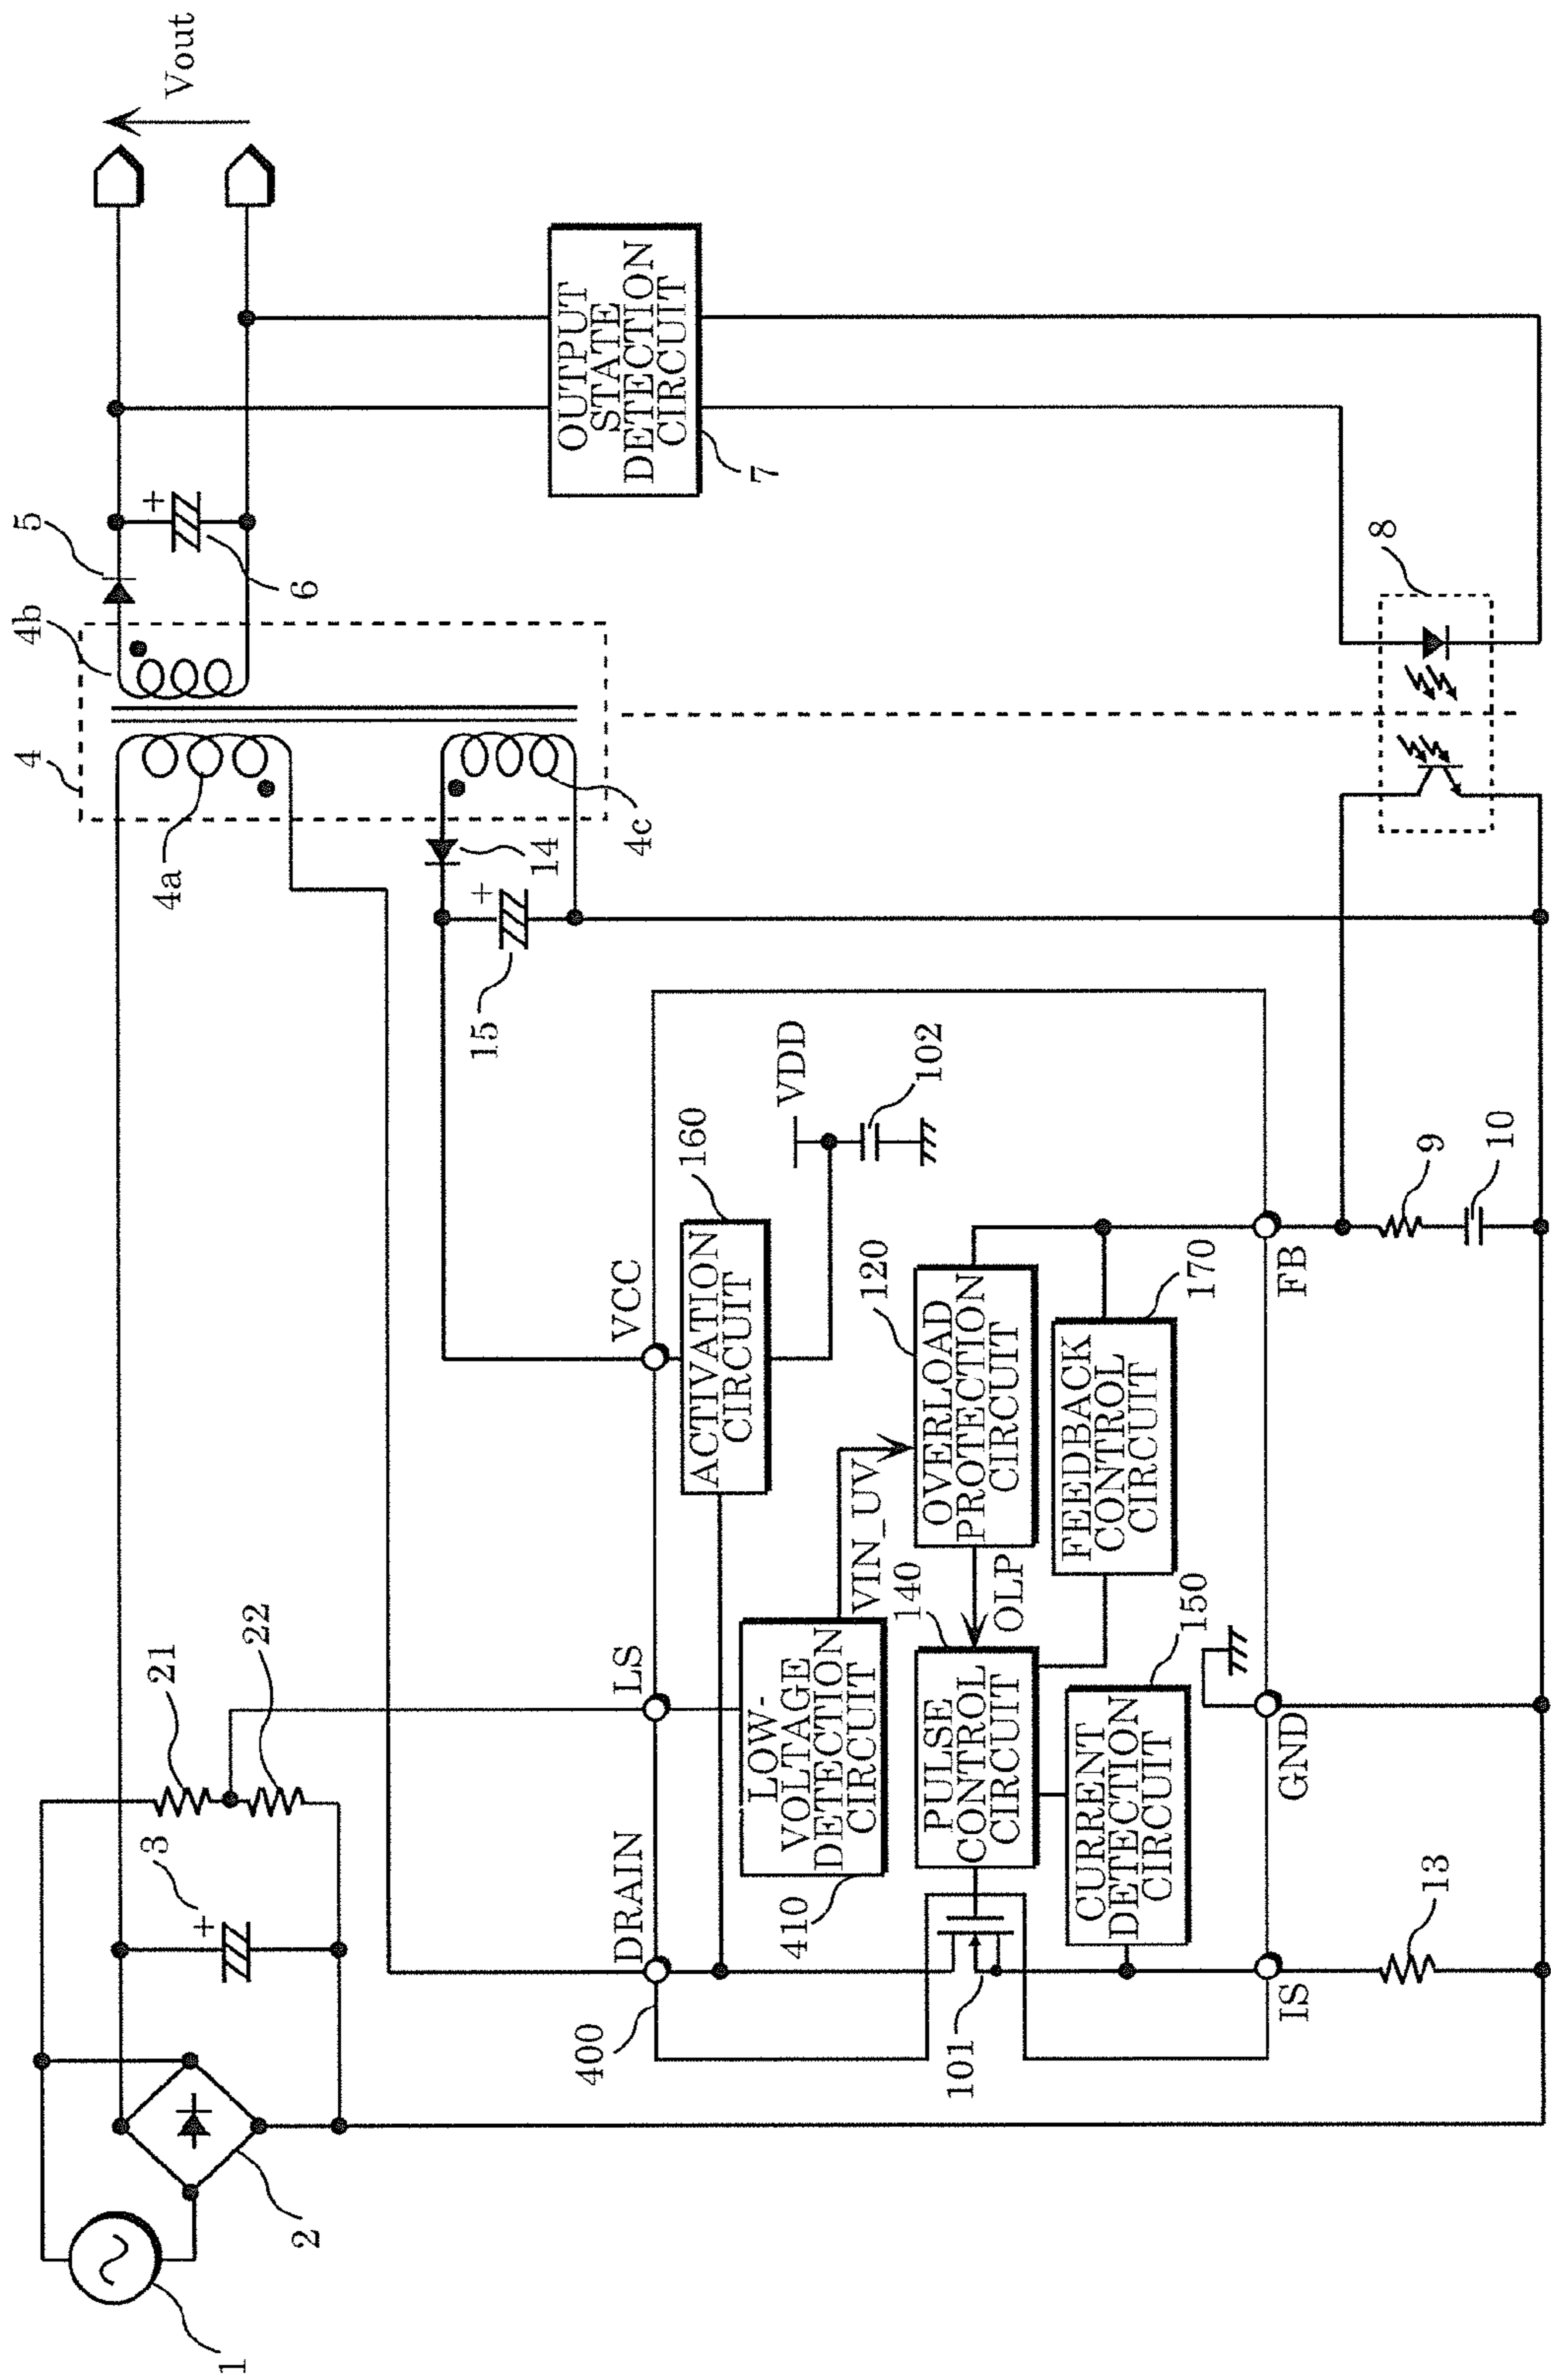 1
2
3
21
22
4
4a
4b
4c
5
6
Vout
14
15
OUTPUT
STATE
DETECTION
CIRCUIT
7
400
DRAIN
LS
VCC
ACTIVATION
CIRCUIT
160
VDD
102
LOW-
VOLTAGE
DETECTION
CIRCUIT
410
VIN_UV
OVERLOAD
PROTECTION
CIRCUIT
120
OLP
PULSE
CONTROL
CIRCUIT
140
101
FEEDBACK
CONTROL
CIRCUIT
170
CURRENT
DETECTION
CIRCUIT
150
IS
GND
FB
13
9
10
8
+
+
+